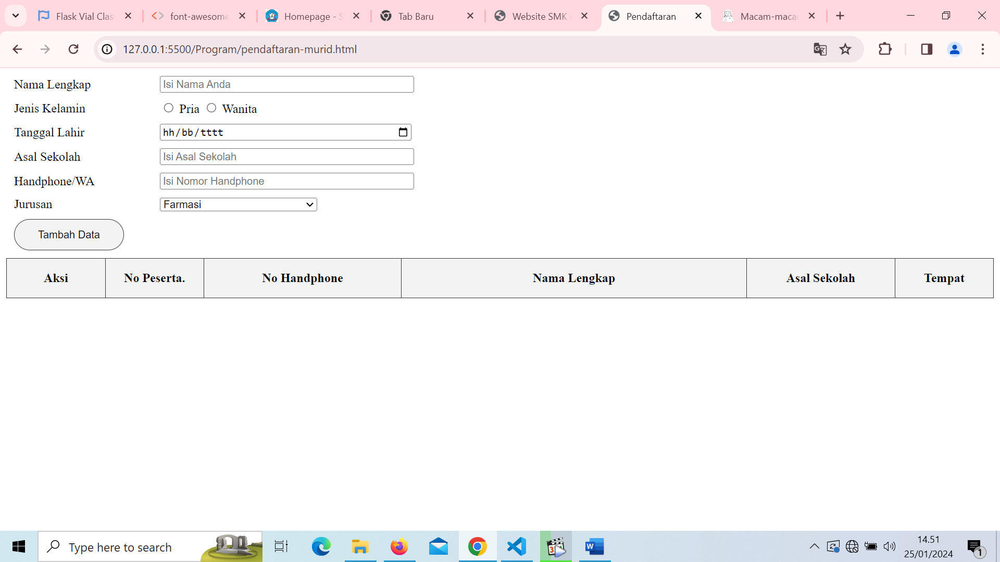 Flask Vial Clas
font-awesome
Homepage - S
Tab Baru
Website SMK
Pendaftaran
Macam-maca
127.0.0.1:5500/Program/pendaftaran-murid.html
Nama Lengkap Isi Nama Anda
Jenis Kelamin Pria Wanita
Tanggal Lahir hh/bb/tttt
Asal Sekolah Isi Asal Sekolah
Handphone/WA Isi Nomor Handphone
Jurusan Farmasi
Tambah Data
Aksi No Peserta. No Handphone Nama Lengkap Asal Sekolah Tempat
Type here to search
14.51
25/01/2024
1